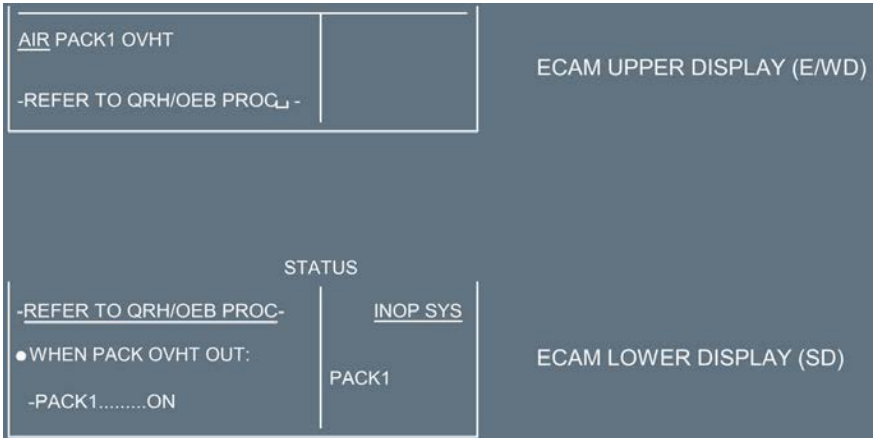 AIR PACK1 OVHT
-REFER TO QRH/OEB PROC␣ -
ECAM UPPER DISPLAY (E/WD)
STATUS
-REFER TO QRH/OEB PROC-
●WHEN PACK OVHT OUT:
-PACK1.........ON
INOP SYS
PACK1
ECAM LOWER DISPLAY (SD)